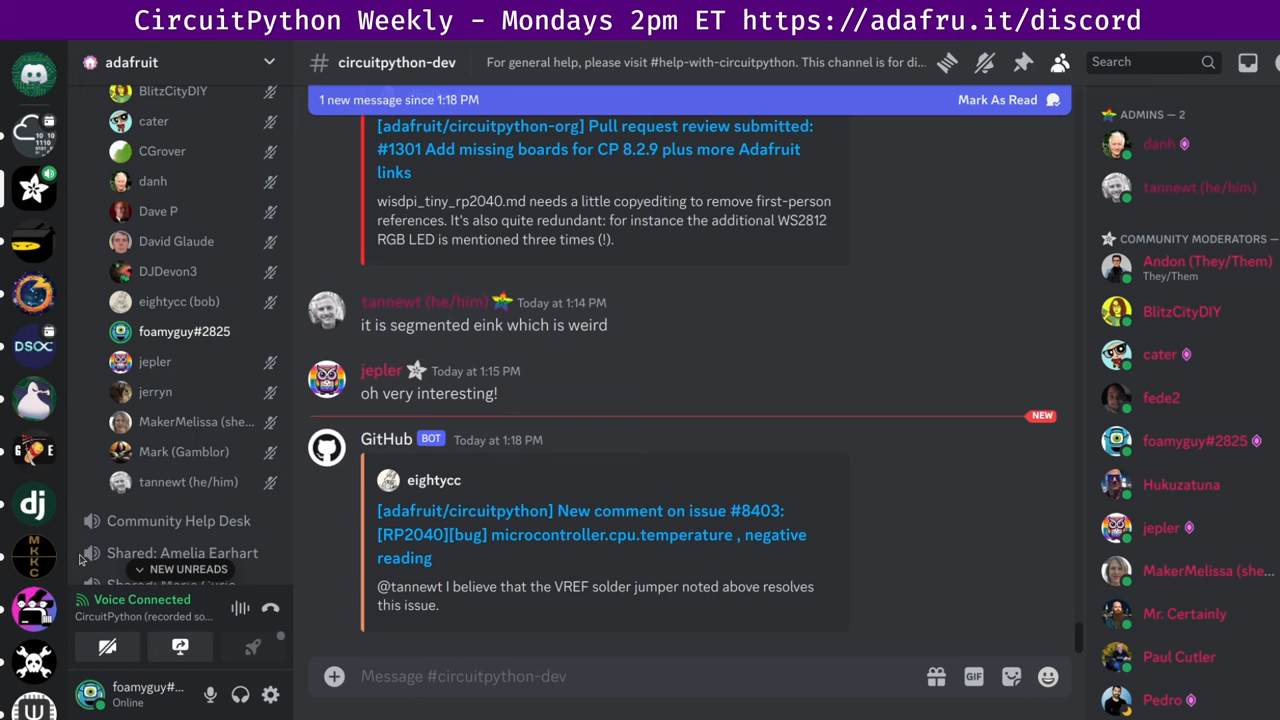 CircuitPython Weekly - Mondays 2pm ET https://adafru.it/discord
adafruit
BlitzCityDIY
cater
CGrover
danh
Dave P
David Glaude
DJDevon3
eightycc (bob)
foamyguy#2825
jepler
jerryn
MakerMelissa (she...
Mark (Gamblor)
tannewt (he/him)
Community Help Desk
Shared: Amelia Earhart
NEW UNREADS
Voice Connected
CircuitPython (recorded so...
foamyguy#...
Online
# circuitpython-dev
For general help, please visit #help-with-circuitpython. This channel is for di...
Search
1 new message since 1:18 PM
Mark As Read
[adafruit/circuitpython-org] Pull request review submitted:
#1301 Add missing boards for CP 8.2.9 plus more Adafruit
links
wisdpi_tiny_rp2040.md needs a little copyediting to remove first-person
references. It's also quite redundant: for instance the additional WS2812
RGB LED is mentioned three times (!).
tannewt (he/him) Today at 1:14 PM
it is segmented eink which is weird
jepler Today at 1:15 PM
oh very interesting!
NEW
GitHub BOT Today at 1:18 PM
eightycc
[adafruit/circuitpython] New comment on issue #8403:
[RP2040][bug] microcontroller.cpu.temperature , negative
reading
@tannewt I believe that the VREF solder jumper noted above resolves
this issue.
Message #circuitpython-dev
GIF
ADMINS — 2
danh
tannewt (he/him)
COMMUNITY MODERATORS —
Andon (They/Them)
They/Them
BlitzCityDIY
cater
fede2
foamyguy#2825
Hukuzatuna
jepler
MakerMelissa (she...
Mr. Certainly
Paul Cutler
Pedro